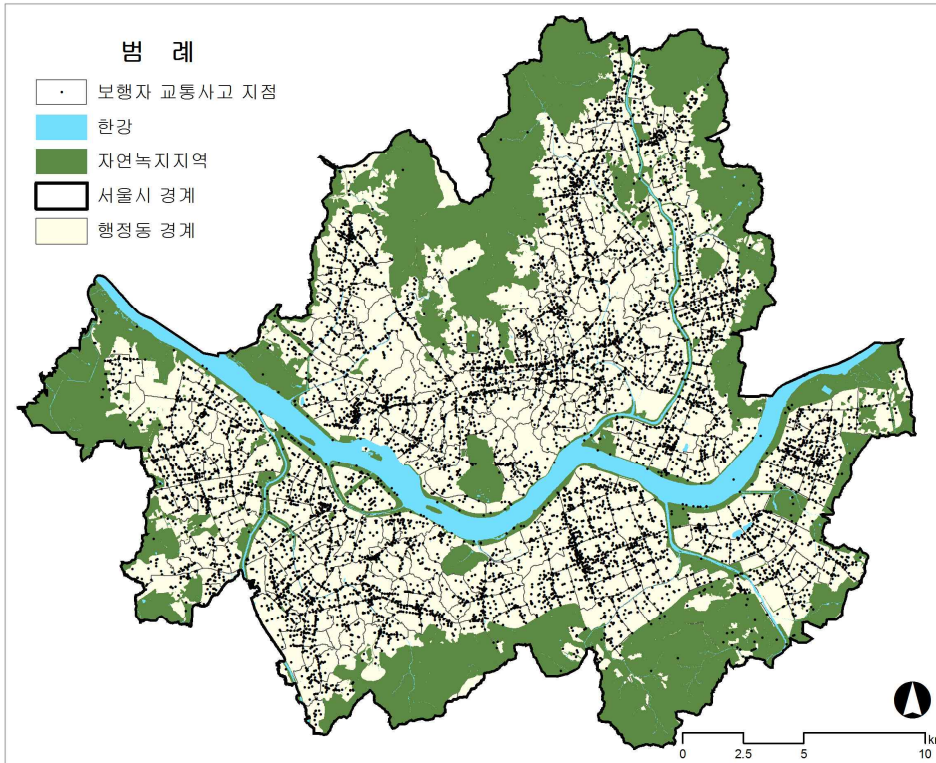 범 례
보행자 교통사고 지점
한강
자연녹지지역
서울시 경계
행정동 경계
km
0 2.5 5 10